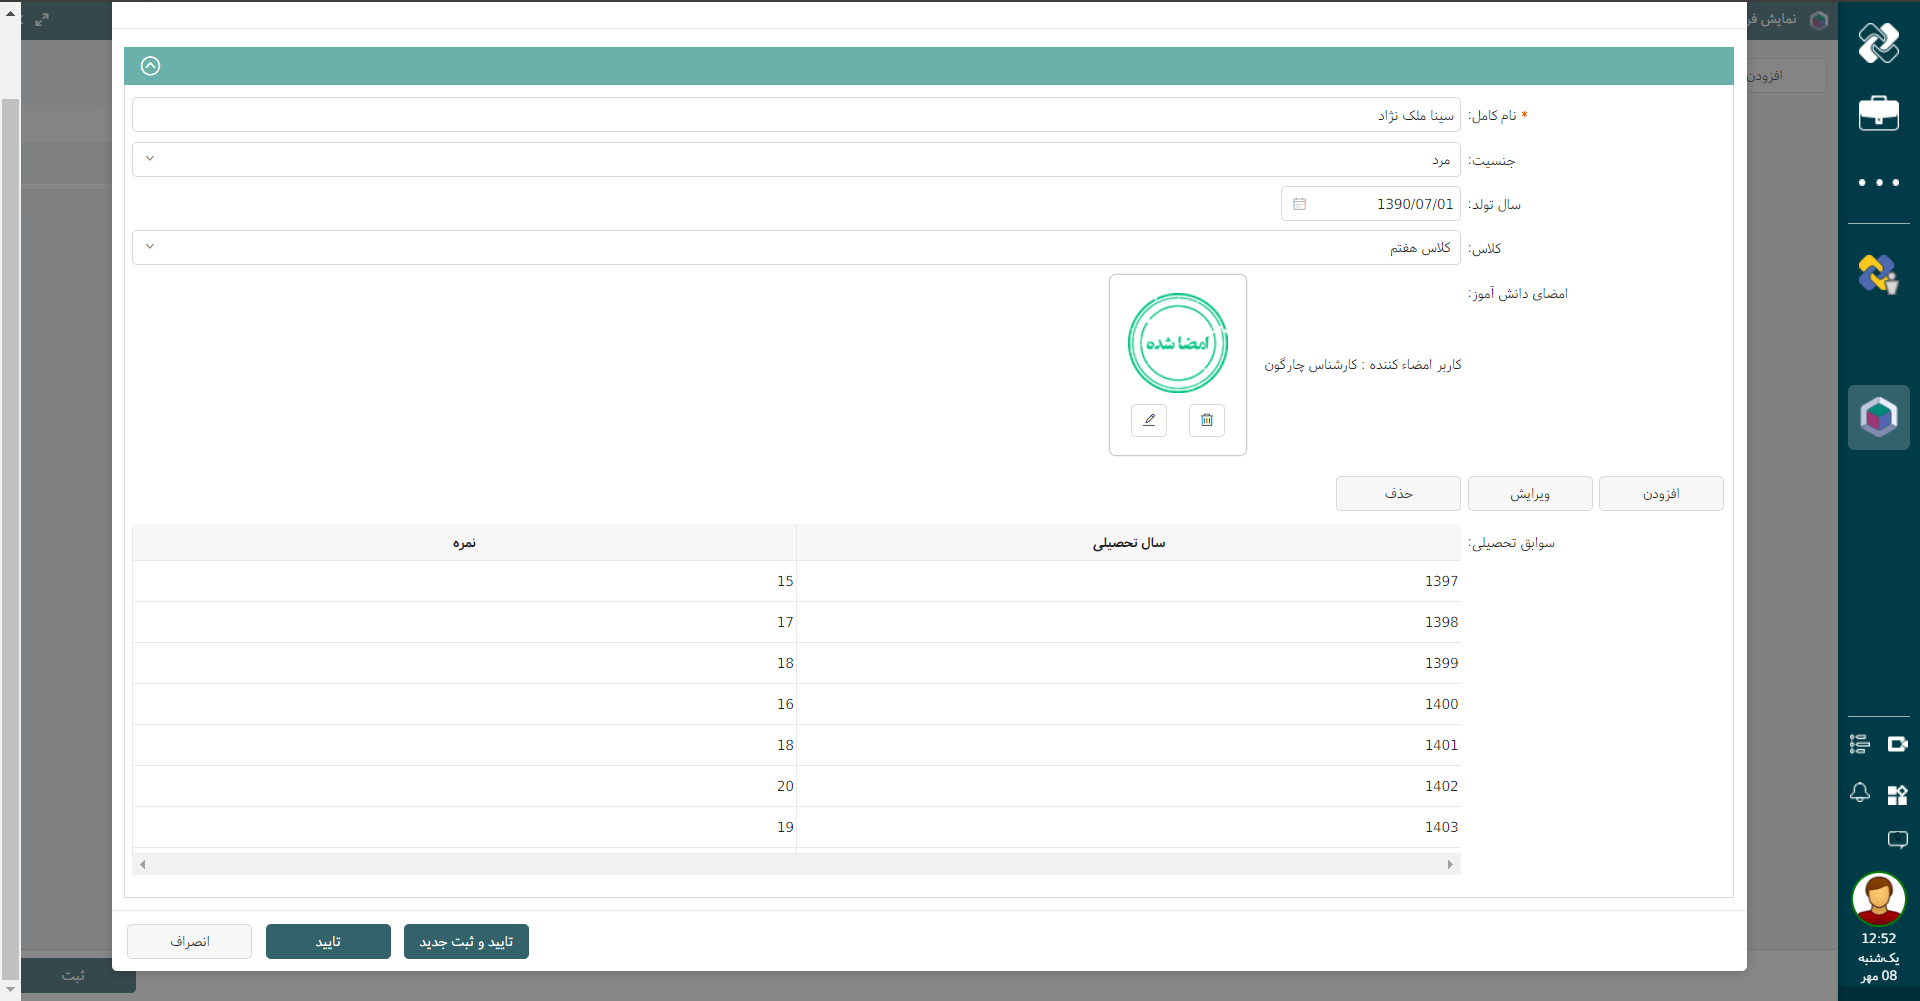 نمایش فر
افزودن
* نام کامل:
سینا ملک نژاد
جنسیت:
مرد
سال تولد:
1390/07/01
کلاس:
کلاس هفتم
امضای دانش آموز:
امضا شده
کاربر امضاء کننده : کارشناس چارگون
افزودن ویرایش حذف
سوابق تحصیلی:
سال تحصیلی نمره
1397 15
1398 17
1399 18
1400 16
1401 18
1402 20
1403 19
تایید و ثبت جدید تایید انصراف
ثبت
12:52
یکشنبه
08 مهر